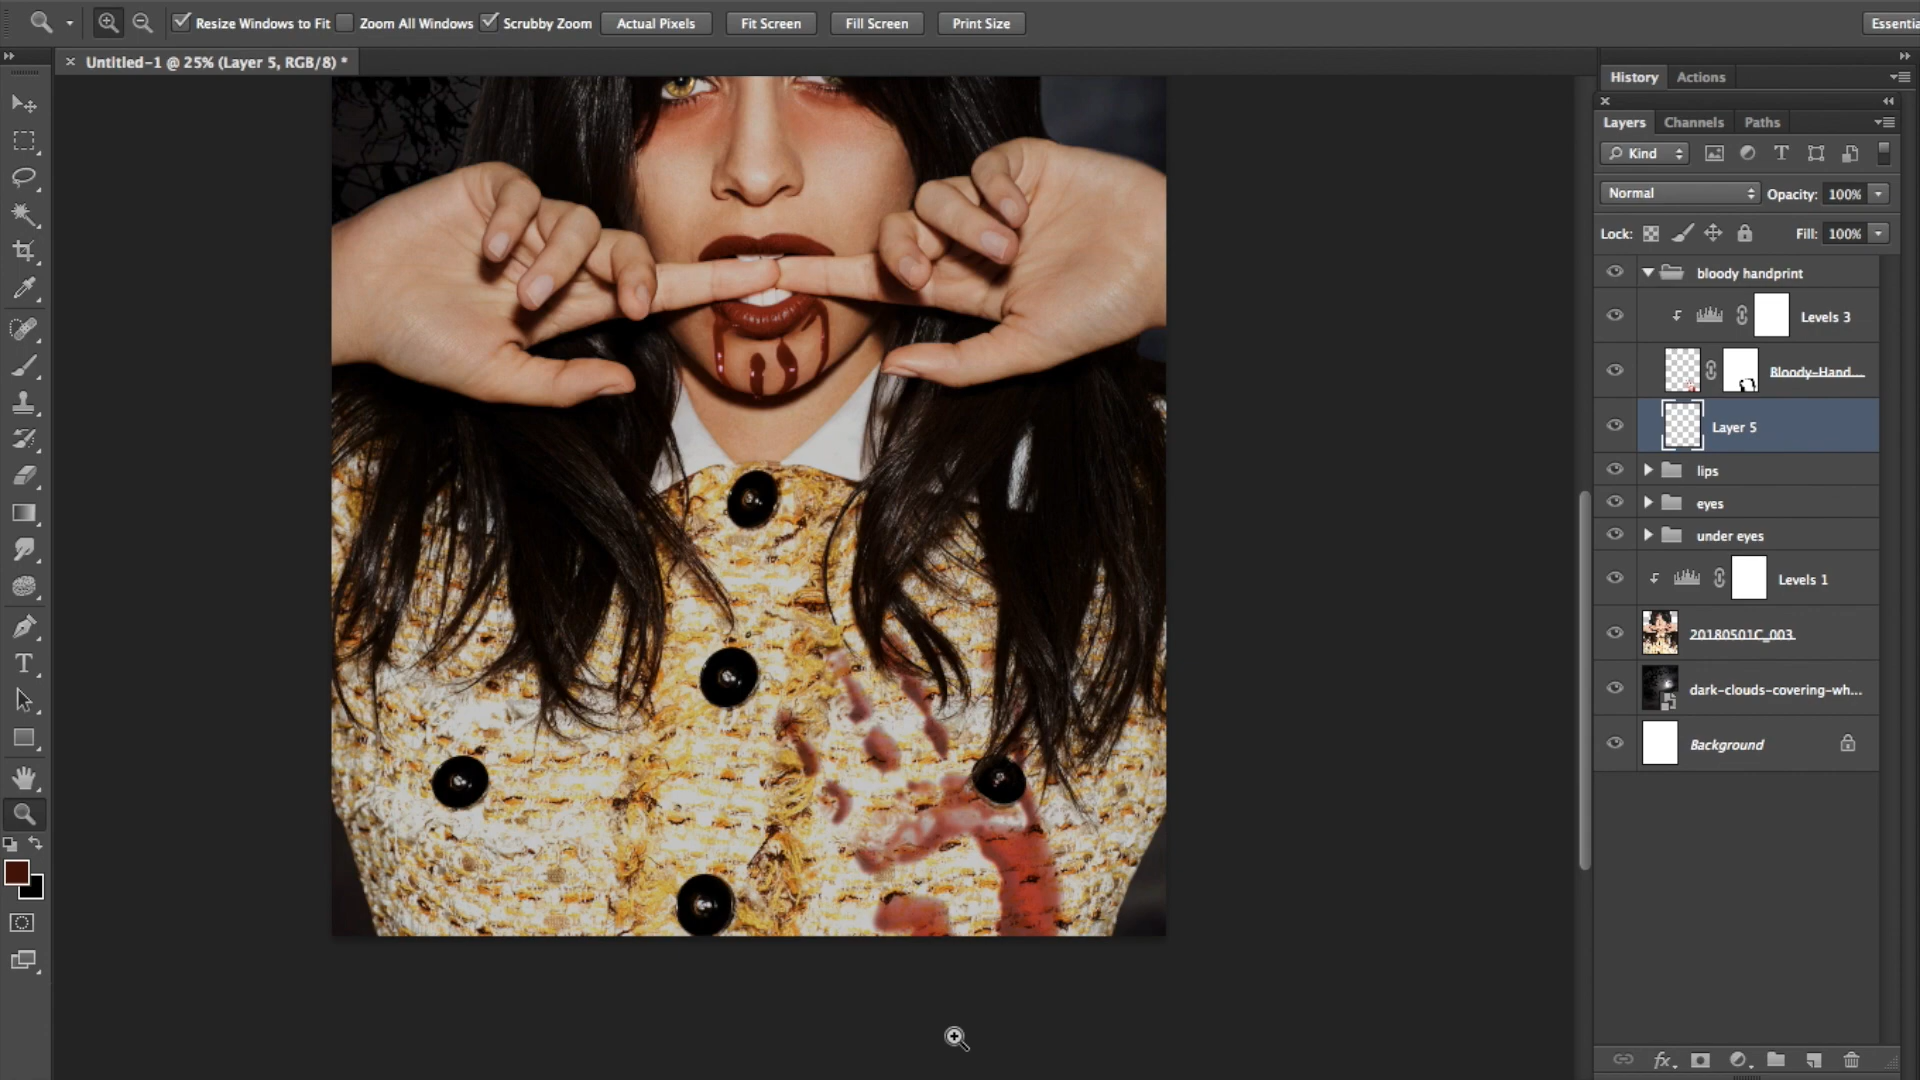 Resize Windows to Fit Zoom All Windows Scrubby Zoom Actual Pixels Fit Screen Fill Screen Print Size
Untitled-1 @ 25% (Layer 5, RGB/8) *
History Actions
Layers Channels Paths
Kind
Normal Opacity: 100%
Lock: Fill: 100%
bloody handprint
Levels 3
Bloody-Hand...
Layer 5
lips
eyes
under eyes
Levels 1
20180501C_003
dark-clouds-covering-wh...
Background